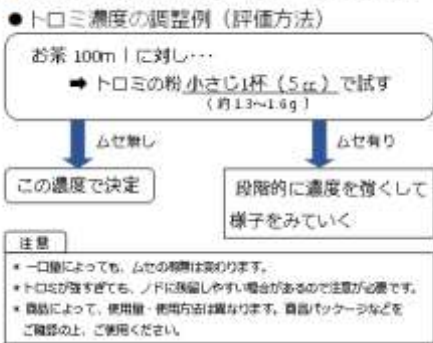 ●トロミ濃度の調整例（評価方法）
お茶 100mlに対し･･･
➡ トロミの粉 小さじ1杯（5㏄）で試す
（約1.3～1.6g）
ムセ無し
ムセ有り
この濃度で決定
段階的に濃度を強くして
様子をみていく
注意
* 一口量によっても、ムセの有無は変わります。
* トロミが強すぎても、ノドに残留しやすい場合があるので注意が必要です。
* 商品によって、使用量・使用方法は異なります。商品パッケージなどを
ご確認の上、ご使用ください。